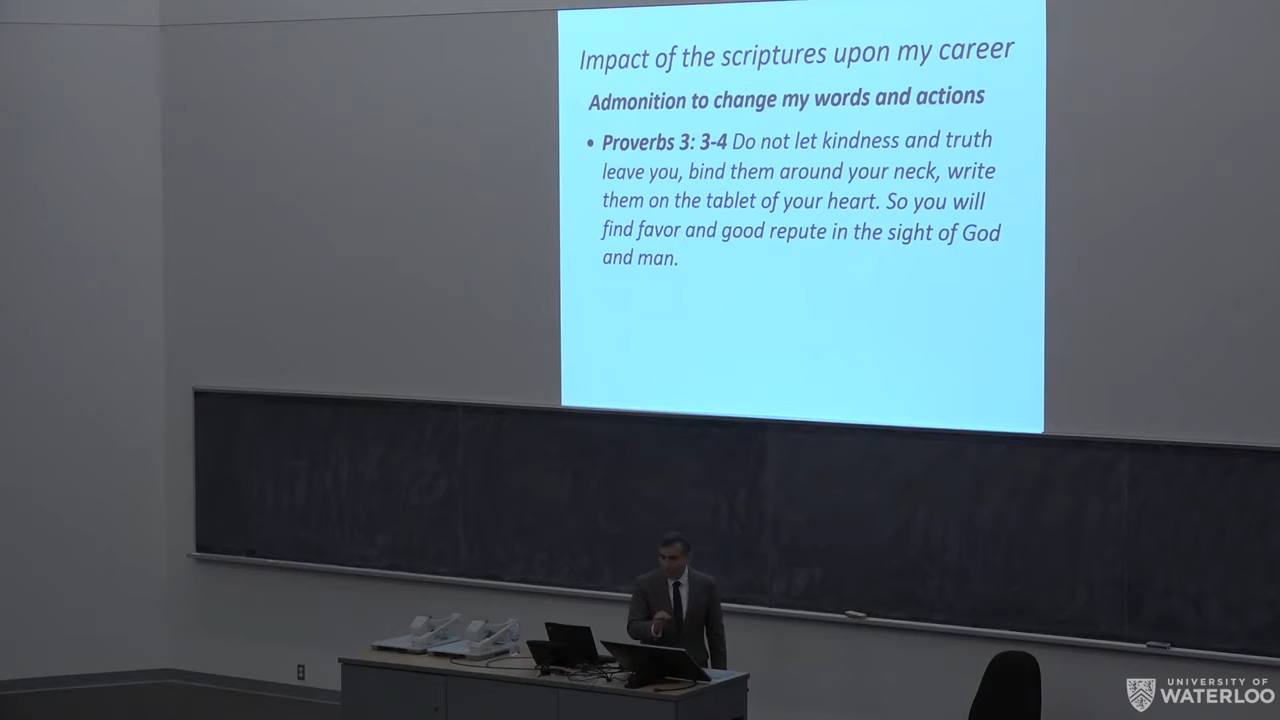 Impact of the scriptures upon my career
Admonition to change my words and actions
• Proverbs 3: 3-4 Do not let kindness and truth
leave you, bind them around your neck, write
them on the tablet of your heart. So you will
find favor and good repute in the sight of God
and man.
UNIVERSITY OF
WATERLOO